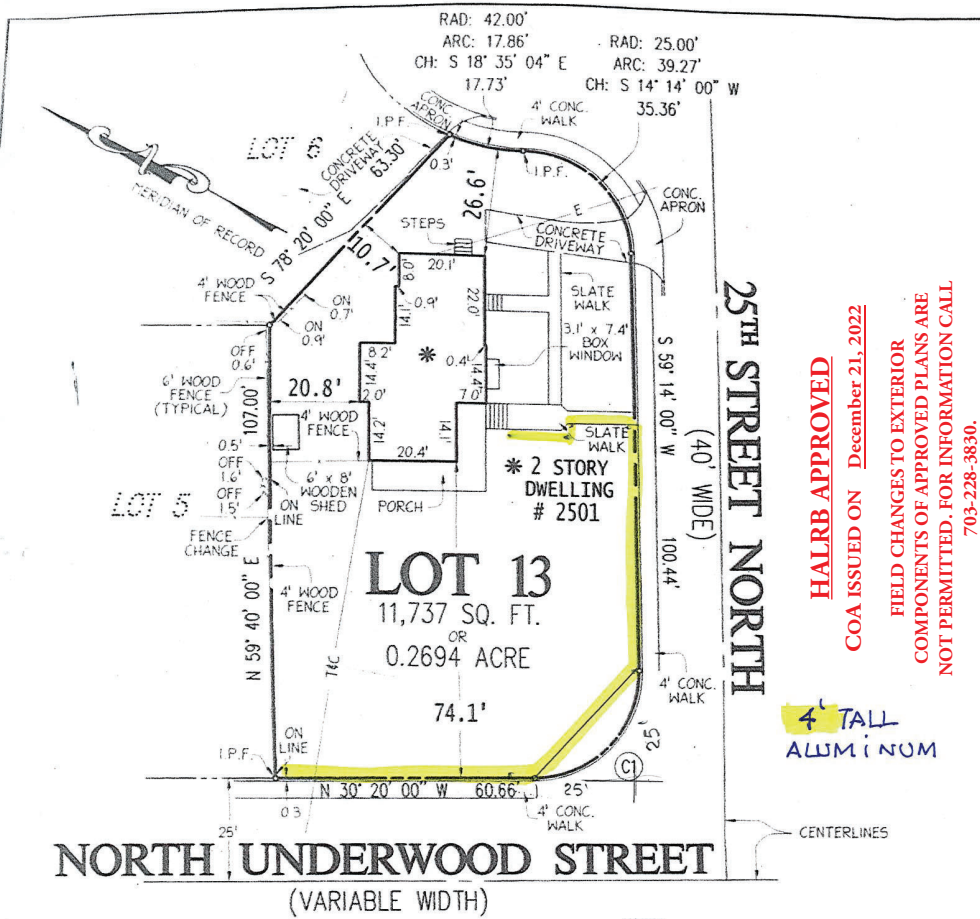 RAD: 42.00'
ARC: 17.86'
CH: S 18° 35' 04" E
17.73'
RAD: 25.00'
ARC: 39.27'
CH: S 14° 14' 00" W
35.36'
CONC.
APRON
4' CONC.
WALK
I.P.F.
0.3'
I.P.F.
LOT 6
CONCRETE
DRIVEWAY
63.30'
S 78° 20' 00" E
MERIDIAN OF RECORD
26.9'
E
CONC.
APRON
STEPS
CONCRETE
DRIVEWAY
10.7'
20.1'
8.0'
0.9'
14.1'
22.0'
SLATE
WALK
4' WOOD
FENCE
ON
0.7'
ON
0.9'
3.1' x 7.4'
BOX
WINDOW
0.4'
14.4'
7.0'
8.2'
14.4'
2.0'
*
OFF
0.6'
6' WOOD
FENCE
(TYPICAL)
107.00'
20.8'
4' WOOD
FENCE
14.2'
14.1'
20.4'
SLATE
WALK
0.5'
OFF
1.6'
OFF
1.5'
ON
LINE
6' x 8'
WOODEN
SHED
PORCH
* 2 STORY
DWELLING
# 2501
LOT 5
FENCE
CHANGE
4' WOOD
FENCE
N 59° 40' 00" E
LOT 13
11,737 SQ. FT.
OR
0.2694 ACRE
T&C
74.1'
S 59° 14' 00" W
100.44'
25TH STREET NORTH
(40' WIDE)
4' CONC.
WALK
25'
C1
ON
LINE
I.P.F.
0.3
N 30° 20' 00" W 60.66'
25'
4' CONC.
WALK
25'
CENTERLINES
NORTH UNDERWOOD STREET
(VARIABLE WIDTH)
HALRB APPROVED
COA ISSUED ON December 21, 2022
FIELD CHANGES TO EXTERIOR
COMPONENTS OF APPROVED PLANS ARE
NOT PERMITTED. FOR INFORMATION CALL
703-228-3830.
4' TALL
ALUMINUM